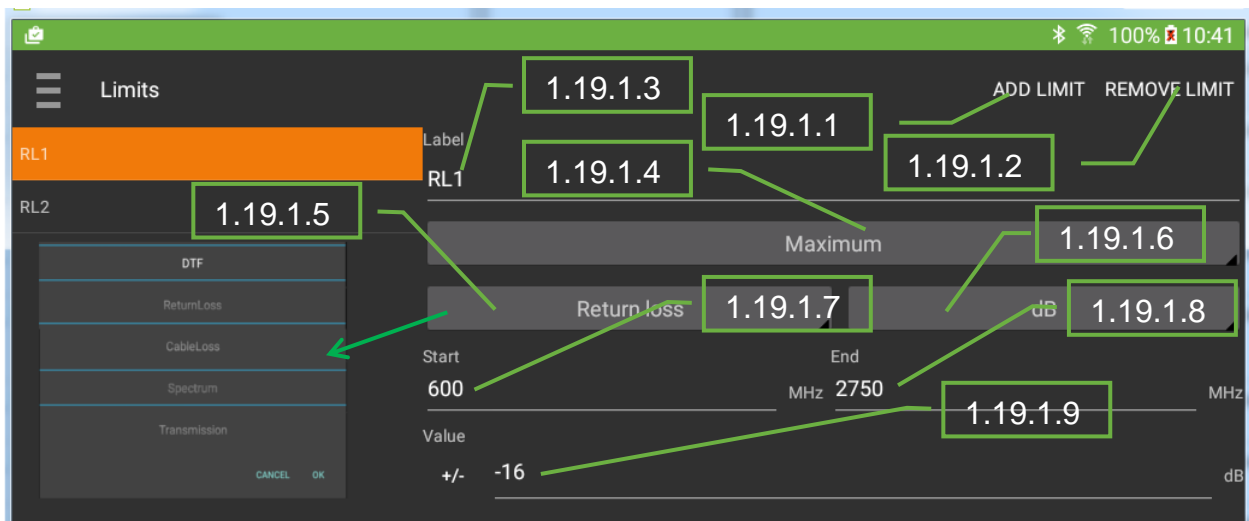 100% 10:41
Limits
1.19.1.3
ADD LIMIT REMOVE LIMIT
1.19.1.1
Label
RL1
1.19.1.4
1.19.1.2
RL1
RL2
1.19.1.5
Maximum
1.19.1.6
DTF
ReturnLoss
Return loss
1.19.1.7
dB
1.19.1.8
CableLoss
Start
End
Spectrum
600
MHz
2750
MHz
1.19.1.9
Transmission
Value
CANCEL OK
+/-
-16
dB